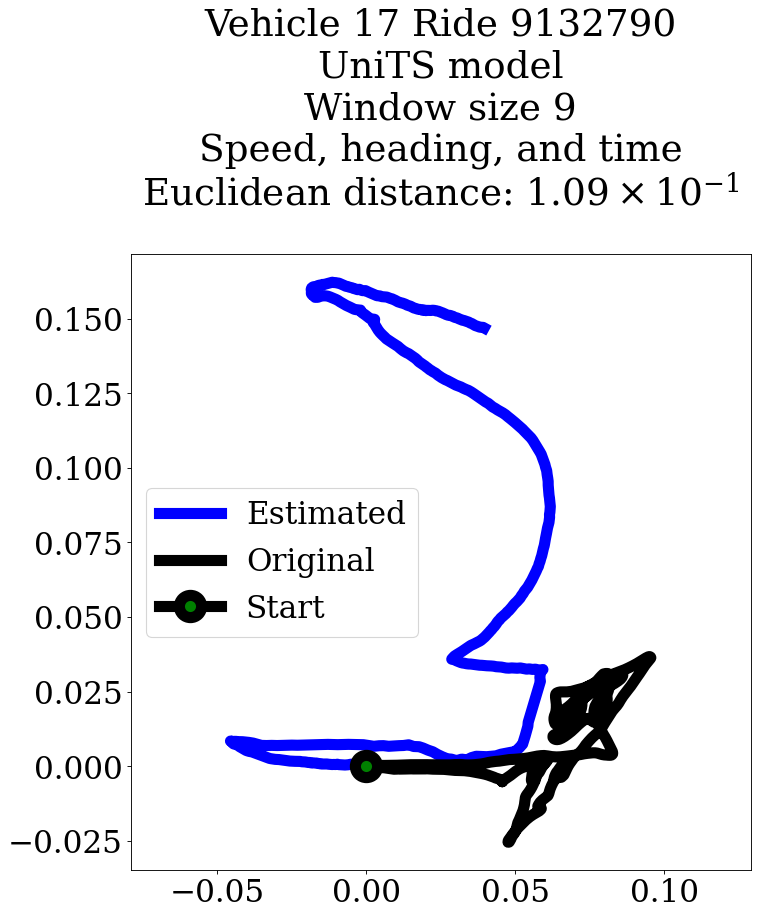 Vehicle 17 Ride 9132790
UniTS model
Window size 9
Speed, heading, and time
Euclidean distance: 1.09 × 10⁻¹
0.150
0.125
0.100
0.075
0.050
0.025
0.000
−0.025
Estimated
Original
Start
−0.05 0.00 0.05 0.10